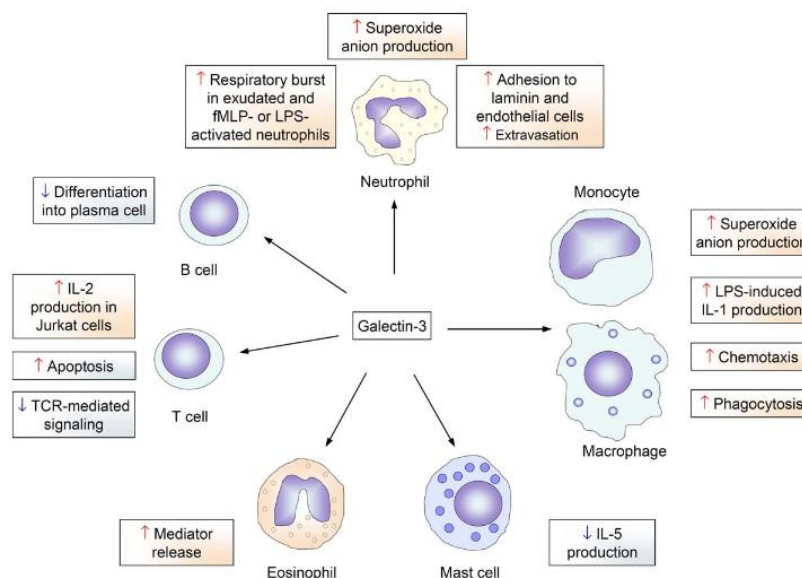 ↑ Superoxide
anion production
↑ Respiratory burst
in exudated and
fMLP- or LPS-
activated neutrophils
↑ Adhesion to
laminin and
endothelial cells
↑ Extravasation
Neutrophil
↓ Differentiation
into plasma cell
B cell
Monocyte
↑ Superoxide
anion production
↑ LPS-induced
IL-1 production
↑ Chemotaxis
↑ Phagocytosis
Macrophage
Galectin-3
↑ IL-2
production in
Jurkat cells
↑ Apoptosis
↓ TCR-mediated
signaling
T cell
↑ Mediator
release
Eosinophil
Mast cell
↓ IL-5
production